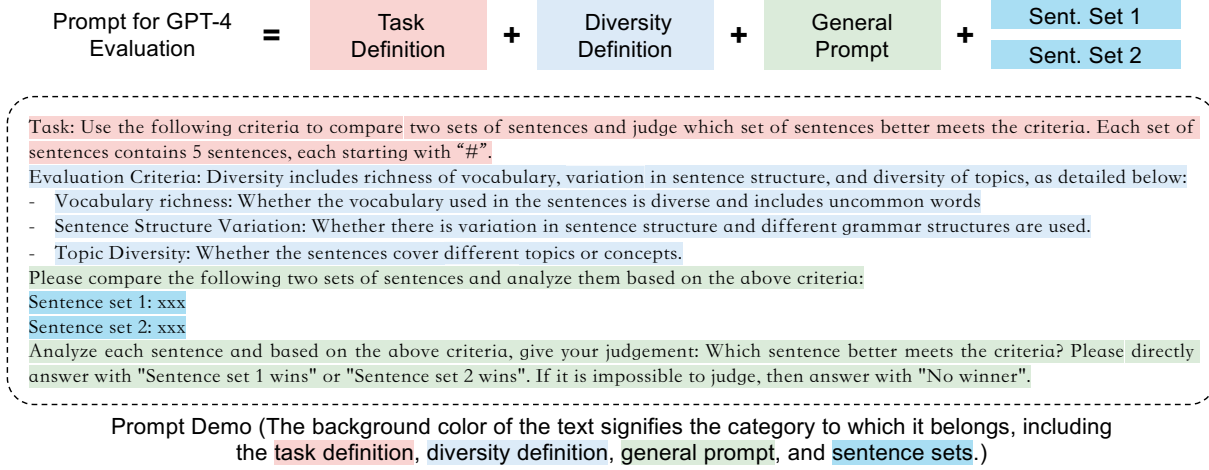 Prompt for GPT-4
Evaluation
=
Task
Definition
+
Diversity
Definition
+
General
Prompt
+
Sent. Set 1
Sent. Set 2
Task: Use the following criteria to compare two sets of sentences and judge which set of sentences better meets the criteria. Each set of
sentences contains 5 sentences, each starting with “#”.
Evaluation Criteria: Diversity includes richness of vocabulary, variation in sentence structure, and diversity of topics, as detailed below:
- Vocabulary richness: Whether the vocabulary used in the sentences is diverse and includes uncommon words
- Sentence Structure Variation: Whether there is variation in sentence structure and different grammar structures are used.
- Topic Diversity: Whether the sentences cover different topics or concepts.
Please compare the following two sets of sentences and analyze them based on the above criteria:
Sentence set 1: xxx
Sentence set 2: xxx
Analyze each sentence and based on the above criteria, give your judgement: Which sentence better meets the criteria? Please directly
answer with "Sentence set 1 wins" or "Sentence set 2 wins". If it is impossible to judge, then answer with "No winner".
Prompt Demo (The background color of the text signifies the category to which it belongs, including
the task definition, diversity definition, general prompt, and sentence sets.)